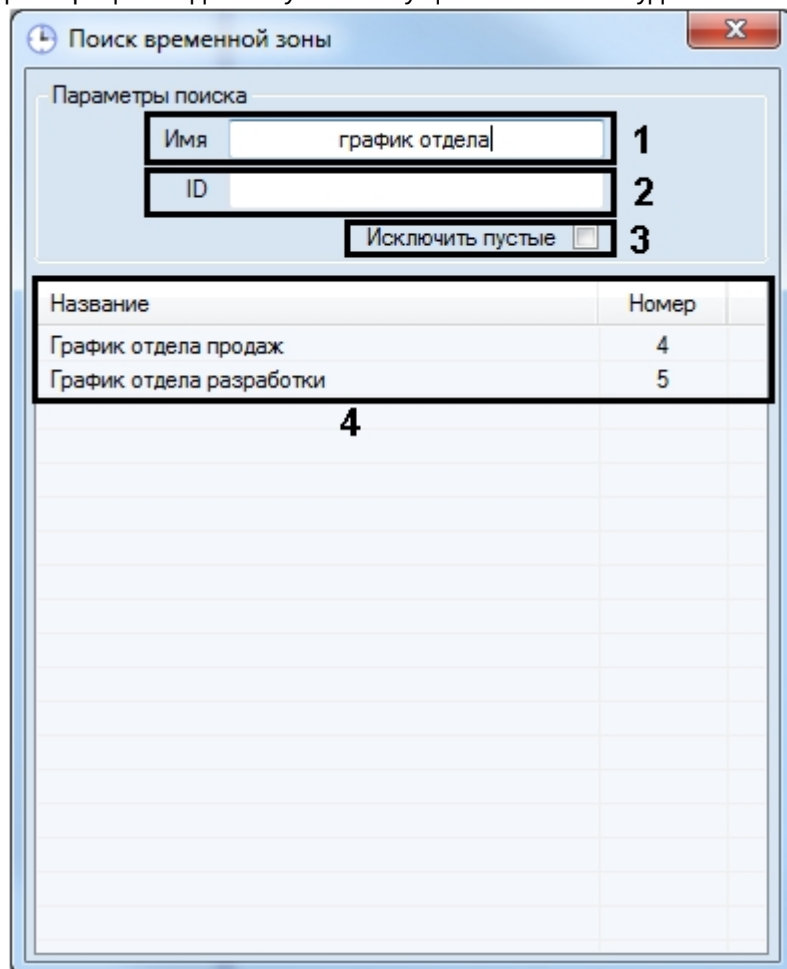 Поиск временной зоны
Параметры поиска
Имя график отдела 1
ID 2
Исключить пустые 3
Название Номер
График отдела продаж 4
График отдела разработки 5
4